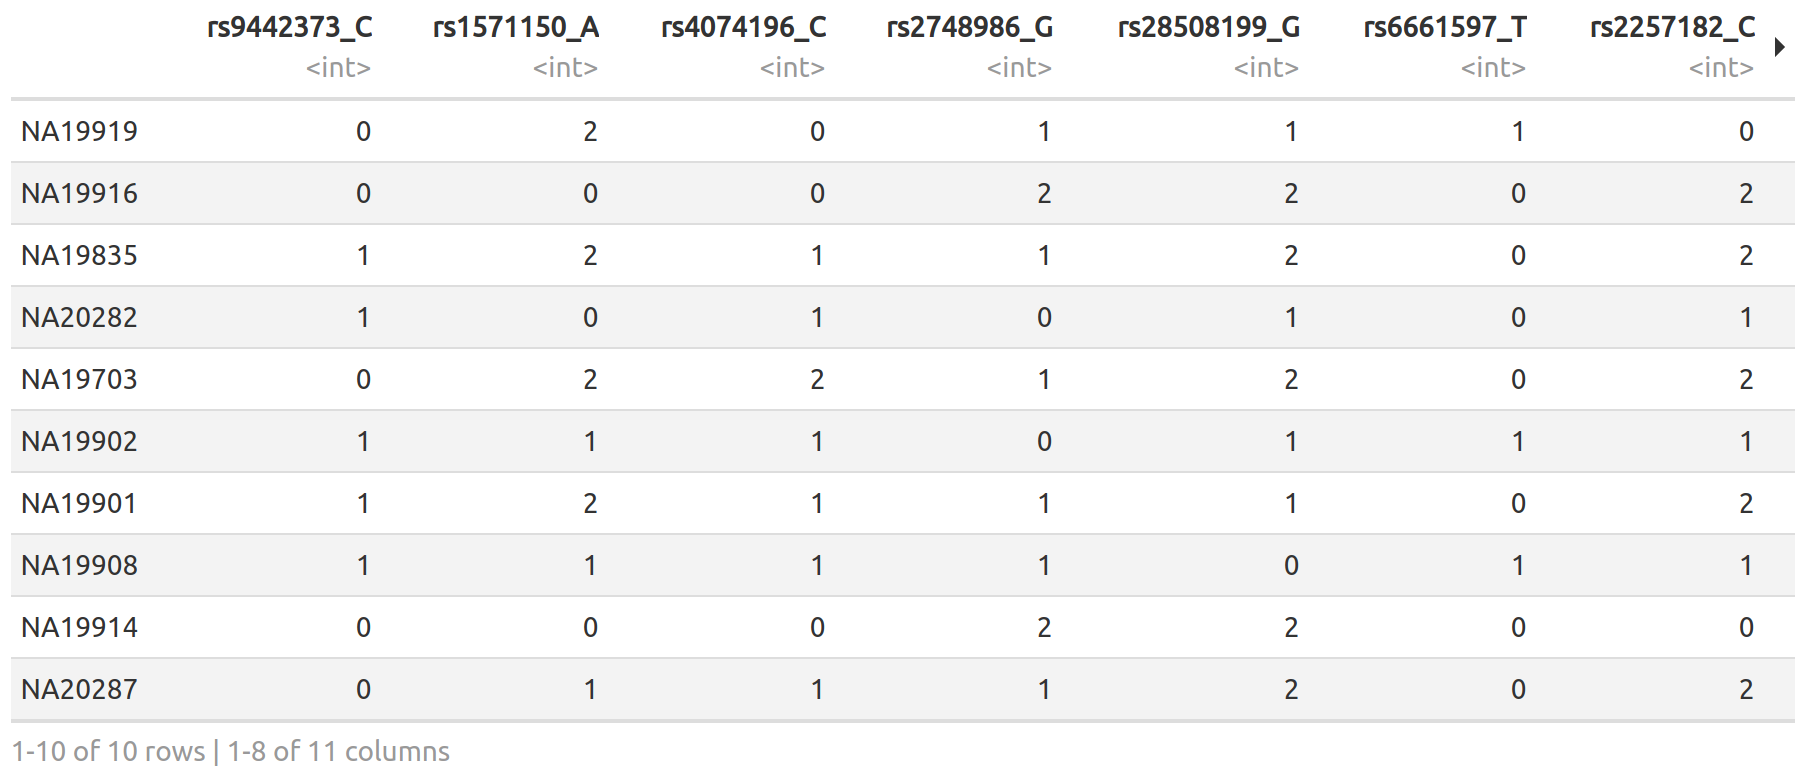 rs9442373_C rs1571150_A rs4074196_C rs2748986_G rs28508199_G rs6661597_T rs2257182_C
<int> <int> <int> <int> <int> <int> <int>
NA19919 0 2 0 1 1 1 0
NA19916 0 0 0 2 2 0 2
NA19835 1 2 1 1 2 0 2
NA20282 1 0 1 0 1 0 1
NA19703 0 2 2 1 2 0 2
NA19902 1 1 1 0 1 1 1
NA19901 1 2 1 1 1 0 2
NA19908 1 1 1 1 0 1 1
NA19914 0 0 0 2 2 0 0
NA20287 0 1 1 1 2 0 2
1-10 of 10 rows | 1-8 of 11 columns